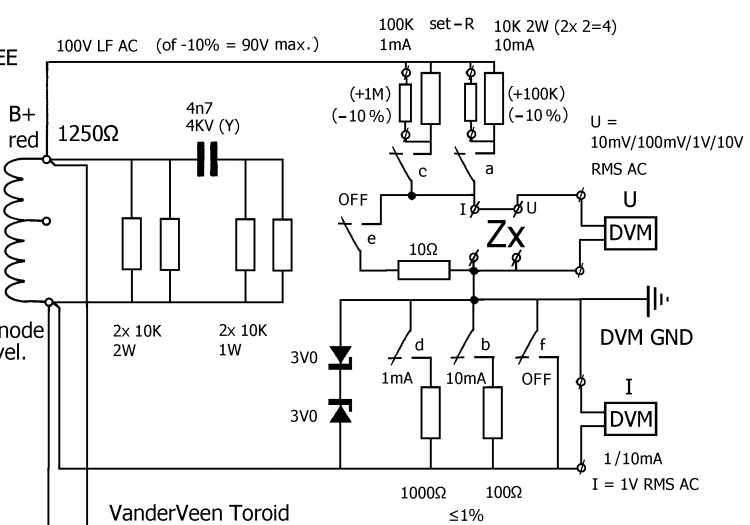 EE
100V LF AC (of -10% = 90V max.)
100K set-R 10K 2W (2x 2=4)
1mA 10mA
(+1M) (+100K)
(-10%) (-10%)
B+
red
1250Ω
4n7
4KV (Y)
U =
10mV/100mV/1V/10V
RMS AC
c a
OFF
e
I U
Zx
10Ω
U
DVM
node
vel.
2x 10K 2x 10K
2W 1W
3V0
3V0
d b f
1mA 10mA OFF
DVM GND
I
DVM
1/10mA
I = 1V RMS AC
1000Ω 100Ω
≤1%
VanderVeen Toroid